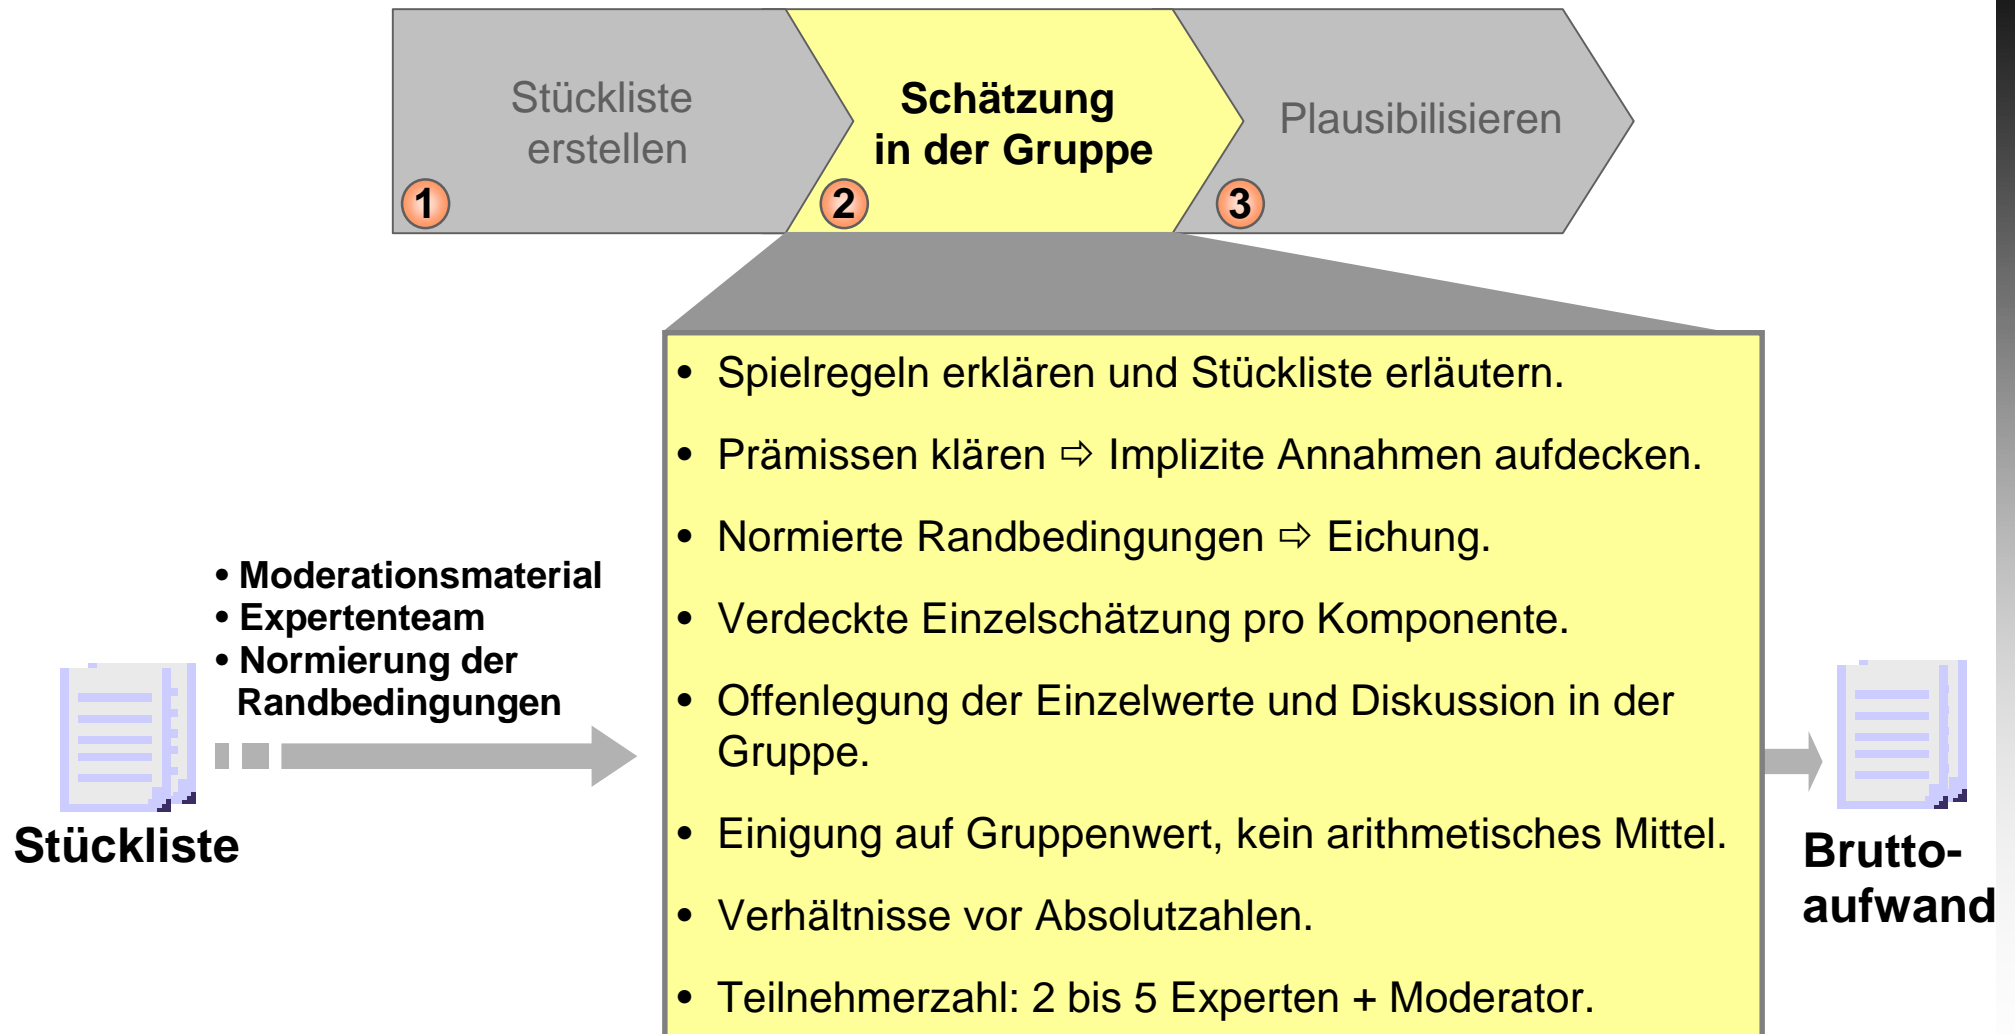 Stückliste
erstellen
1
Schätzung
in der Gruppe
2
Plausibilisieren
3
• Moderationsmaterial
• Expertenteam
• Normierung der
Randbedingungen
Stückliste
• Spielregeln erklären und Stückliste erläutern.
• Prämissen klären ⇨ Implizite Annahmen aufdecken.
• Normierte Randbedingungen ⇨ Eichung.
• Verdeckte Einzelschätzung pro Komponente.
• Offenlegung der Einzelwerte und Diskussion in der
Gruppe.
• Einigung auf Gruppenwert, kein arithmetisches Mittel.
• Verhältnisse vor Absolutzahlen.
• Teilnehmerzahl: 2 bis 5 Experten + Moderator.
Brutto-
aufwand